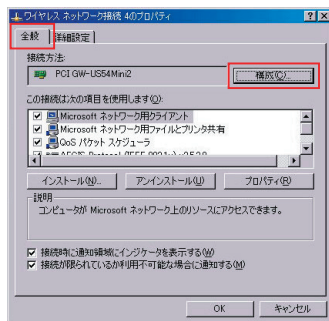 ワイヤレス ネットワーク接続 4のプロパティ
全般 詳細設定
接続方法:
PCI GW-US54Mini2
構成(C)...
この接続は次の項目を使用します(O):
Microsoft ネットワーク用クライアント
Microsoft ネットワーク用ファイルとプリンタ共有
QoS パケット スケジューラ
AEGIS Protocol (IEEE 802.1x) v3.5.3.8
インストール(N)... アンインストール(U) プロパティ(R)
説明
コンピュータが Microsoft ネットワーク上のリソースにアクセスできます。
接続時に通知領域にインジケータを表示する(W)
接続が限られているか利用不可能な場合に通知する(M)
OK キャンセル